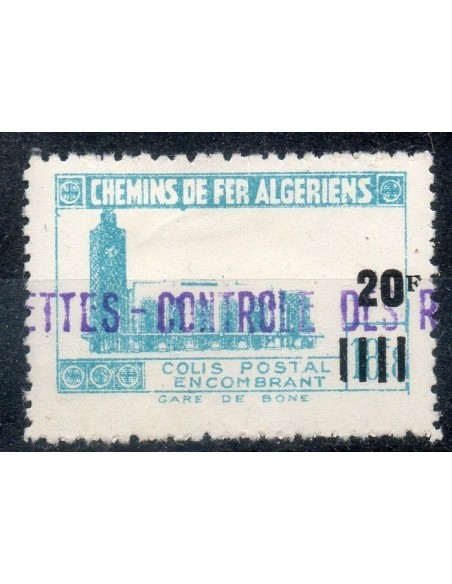 CHEMINS DE FER ALGERIENS
20F
ETTES - CONTROLE DES R
COLIS POSTAL
ENCOMBRANT
GARE DE BONE